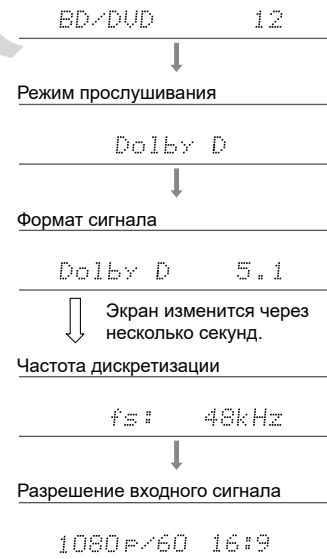 BD/DVD 12
Режим прослушивания
Dolby D
Формат сигнала
Dolby D 5.1
Экран изменится через
несколько секунд.
Частота дискретизации
fs: 48kHz
Разрешение входного сигнала
1080p/60 16:9